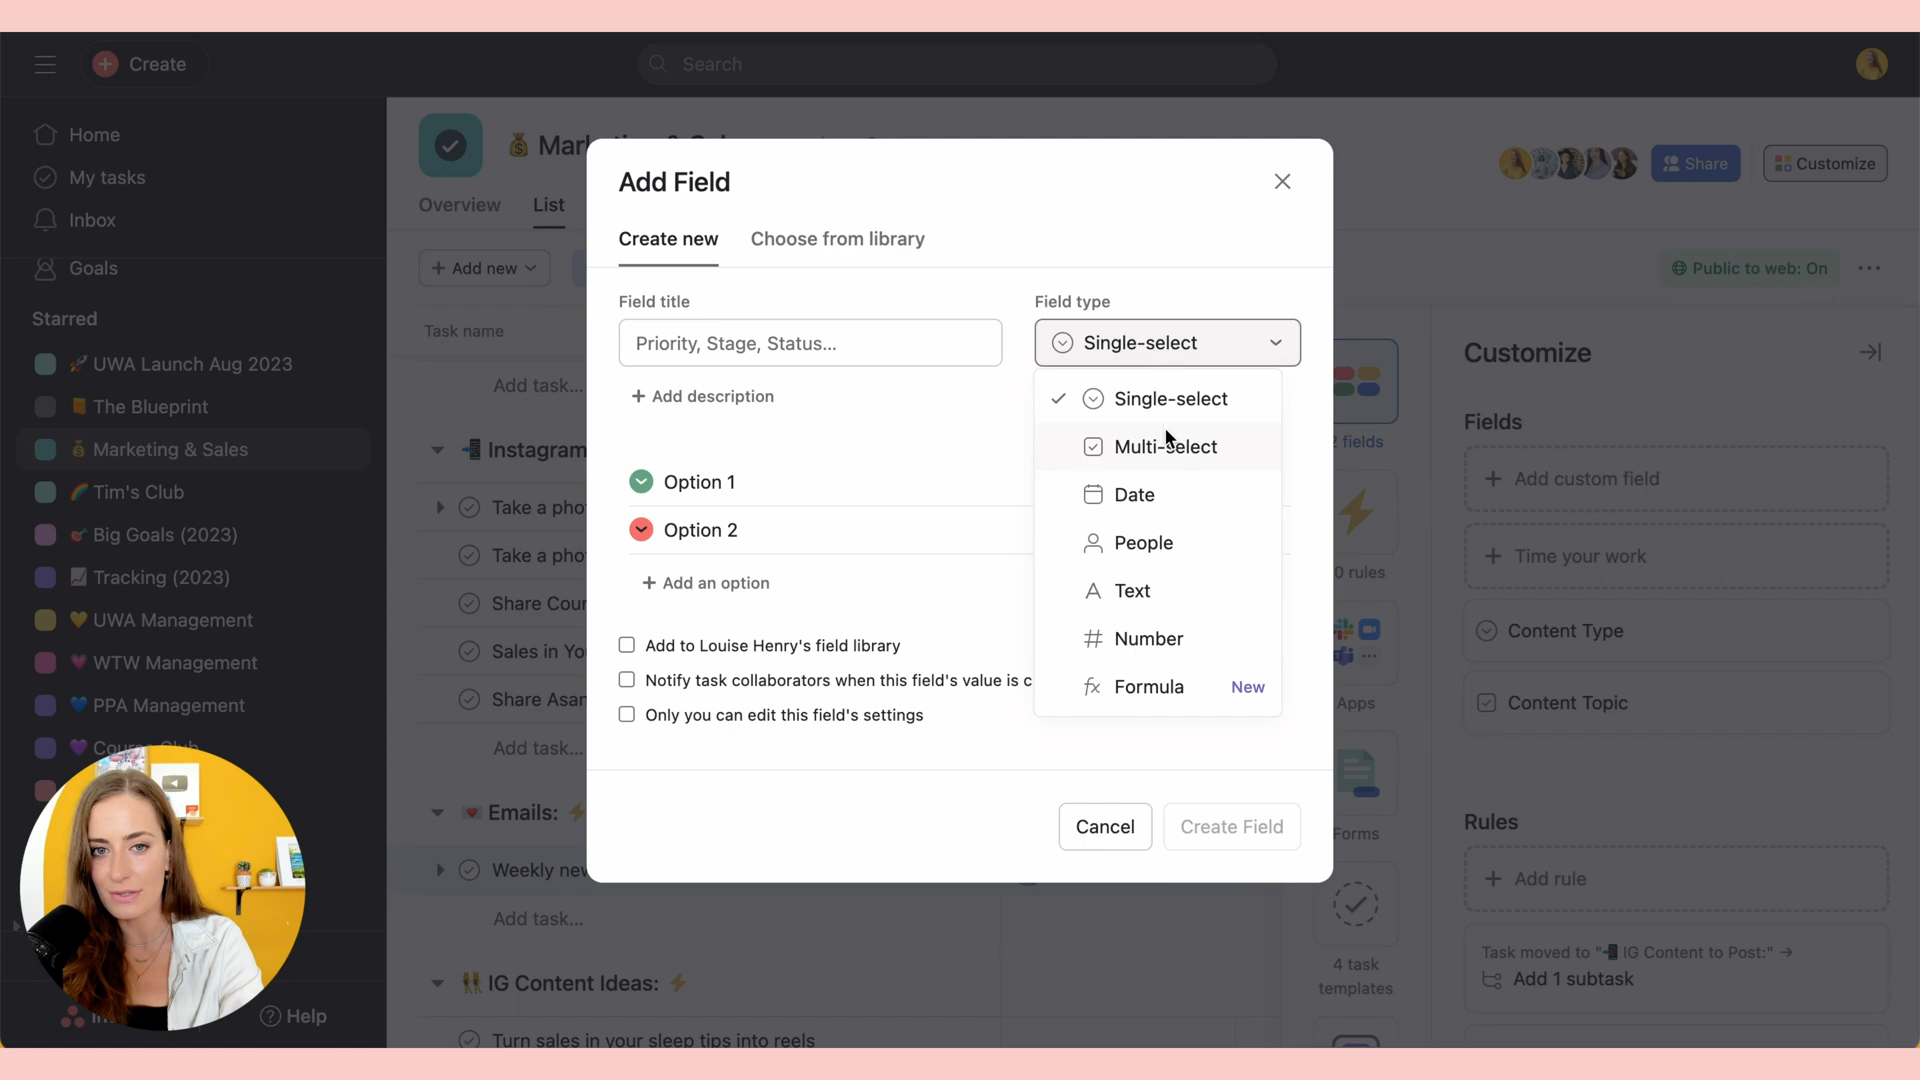 Create
Search
Home
My tasks
Inbox
Goals
Starred
🚀 UWA Launch Aug 2023
📙 The Blueprint
💰 Marketing & Sales
🌈 Tim's Club
🎯 Big Goals (2023)
📈 Tracking (2023)
💛 UWA Management
💗 WTW Management
💙 PPA Management
💜 Course Club
Help
Overview
List
Share
Customize
+ Add new
Public to web: On
Task name
Add task...
Instagram
Take a pho
Take a pho
Share Cour
Sales in Yo
Share Asan
Add task...
💌 Emails: ⚡
Weekly new
Add task...
👯 IG Content Ideas: ⚡
Turn sales in your sleep tips into reels
Add Field
Create new
Choose from library
Field title
Priority, Stage, Status...
+ Add description
Field type
Single-select
Single-select
Multi-select
Date
People
Text
Number
Formula
New
Option 1
Option 2
+ Add an option
Add to Louise Henry's field library
Notify task collaborators when this field's value is c
Only you can edit this field's settings
Cancel
Create Field
2 fields
0 rules
Apps
Forms
4 task
templates
Customize
Fields
+ Add custom field
+ Time your work
Content Type
Content Topic
Rules
+ Add rule
Task moved to "📲 IG Content to Post:" →
Add 1 subtask